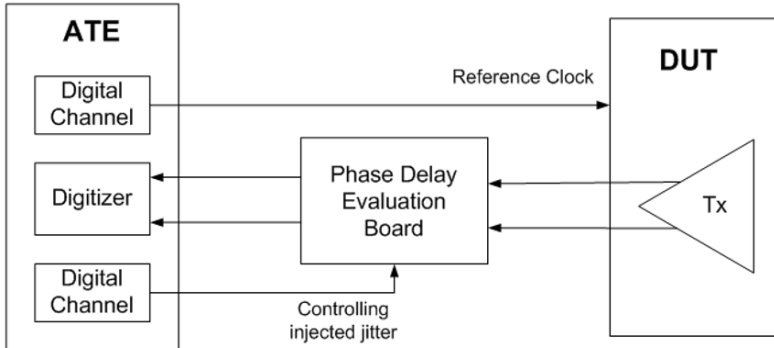 ATE
DUT
Digital
Channel
Reference Clock
Digitizer
Phase Delay
Evaluation
Board
Tx
Digital
Channel
Controlling
injected jitter